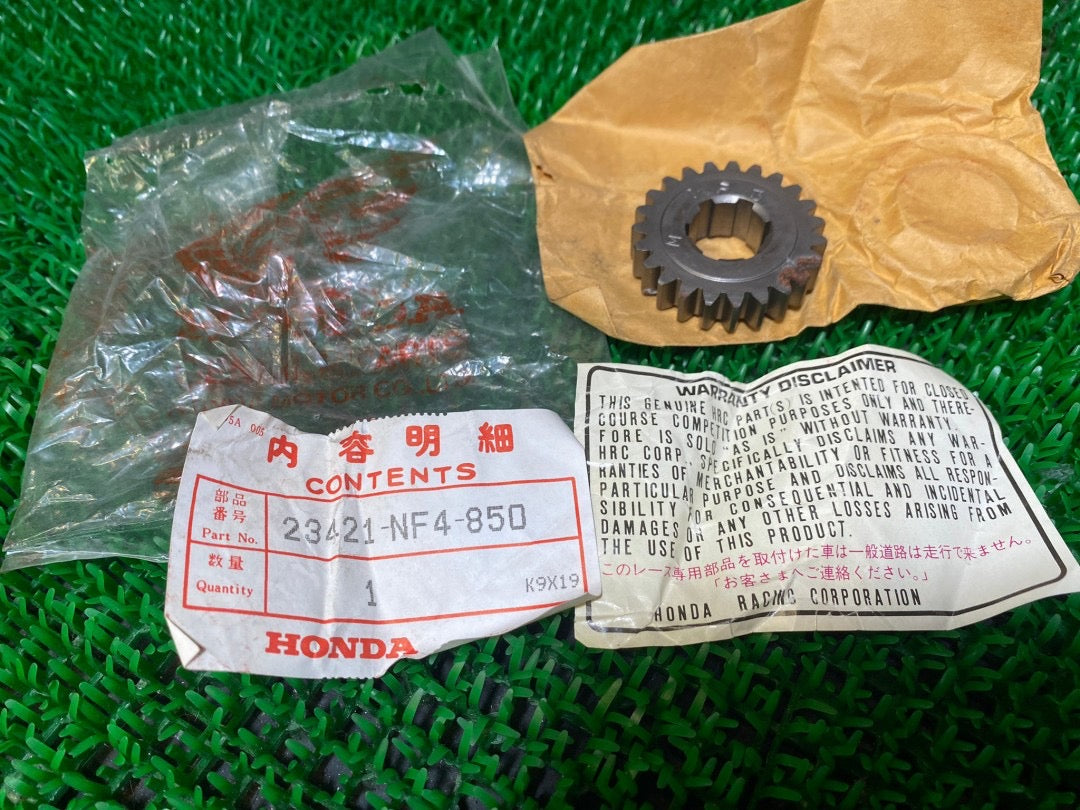 MOTOR CO., LTD.
内容明細
CONTENTS
部品
番号
Part No.
23421-NF4-850
数量
Quantity
1
K9X19
HONDA
WARRANTY DISCLAIMER
THIS GENUINE HRC PART(S) IS INTENTED FOR CLOSED
COURSE COMPETITION PURPOSES ONLY AND THERE-
FORE IS SOLD "AS IS" WITHOUT WARRANTY.
HRC CORP. SPECIFICALLY DISCLAIMS ANY WAR-
RANTIES OF MERCHANTABILITY OR FITNESS FOR A
PARTICULAR PURPOSE AND DISCLAIMS ALL RESPON-
SIBILITY FOR CONSEQUENTIAL AND INCIDENTAL
DAMAGES OR ANY OTHER LOSSES ARISING FROM
THE USE OF THIS PRODUCT.
このレース専用部品を取付けた車は一般道路は走行で来ません。
「お客さまへご連絡ください。」
HONDA RACING CORPORATION